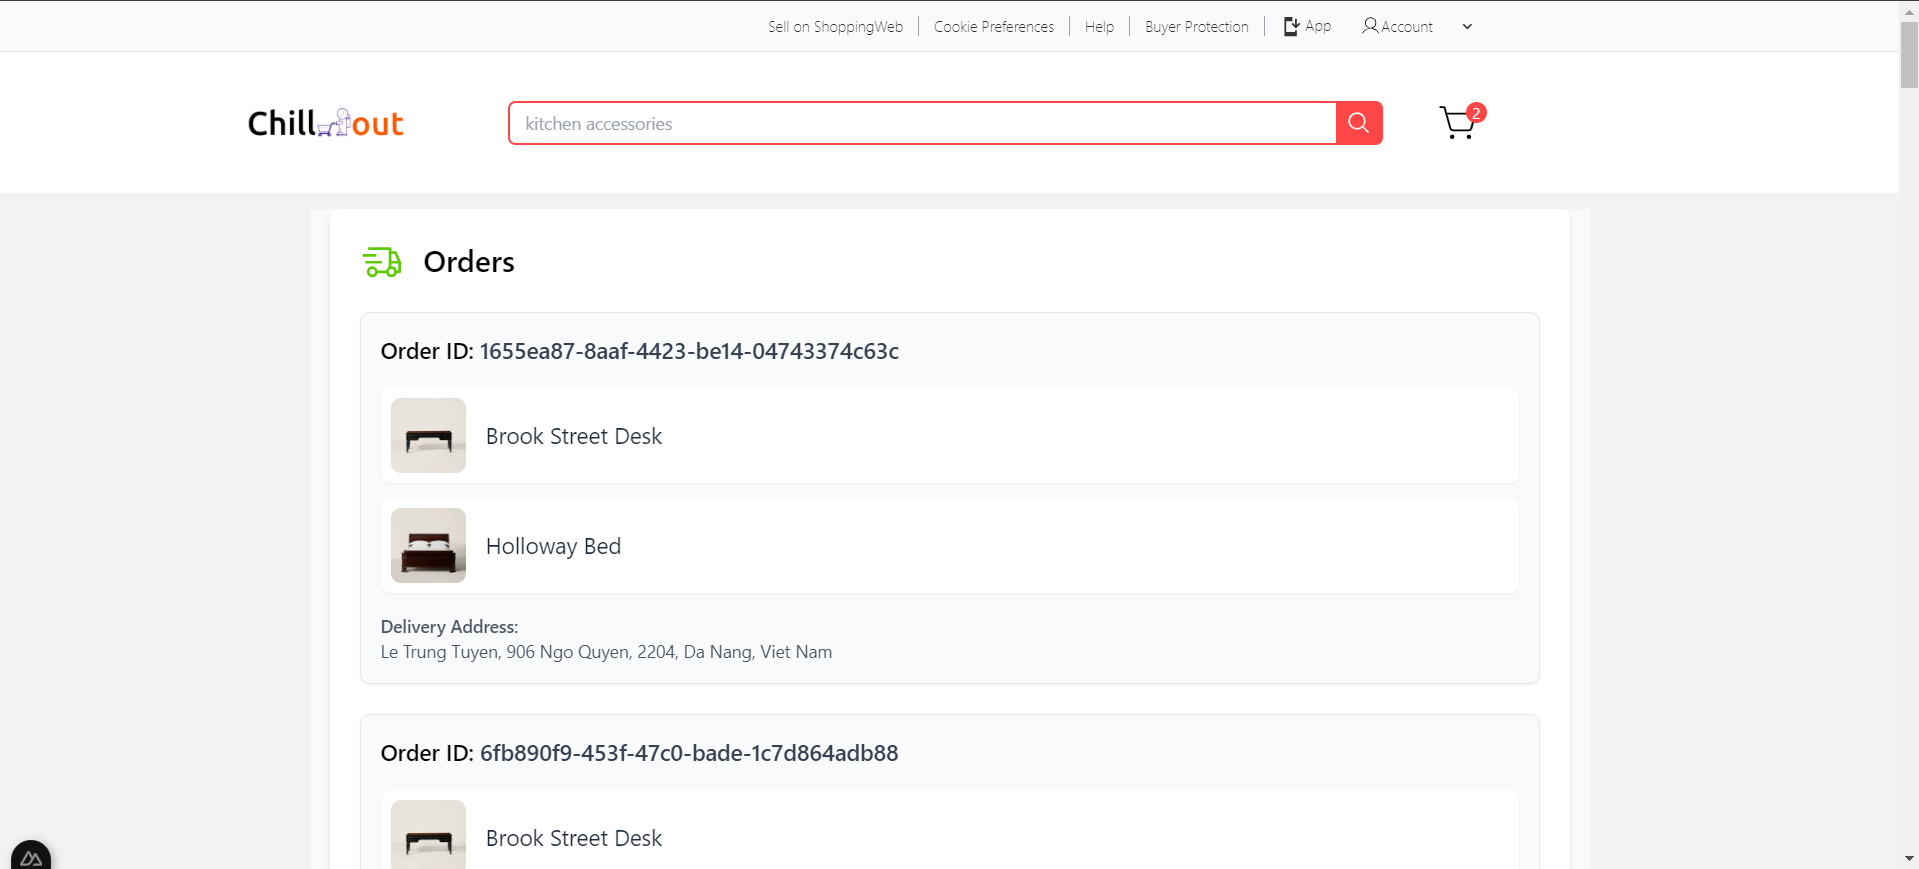 Sell on ShoppingWeb
Cookie Preferences
Help
Buyer Protection
App
Account
Chill out
kitchen accessories
2
Orders
Order ID: 1655ea87-8aaf-4423-be14-04743374c63c
Brook Street Desk
Holloway Bed
Delivery Address:
Le Trung Tuyen, 906 Ngo Quyen, 2204, Da Nang, Viet Nam
Order ID: 6fb890f9-453f-47c0-bade-1c7d864adb88
Brook Street Desk